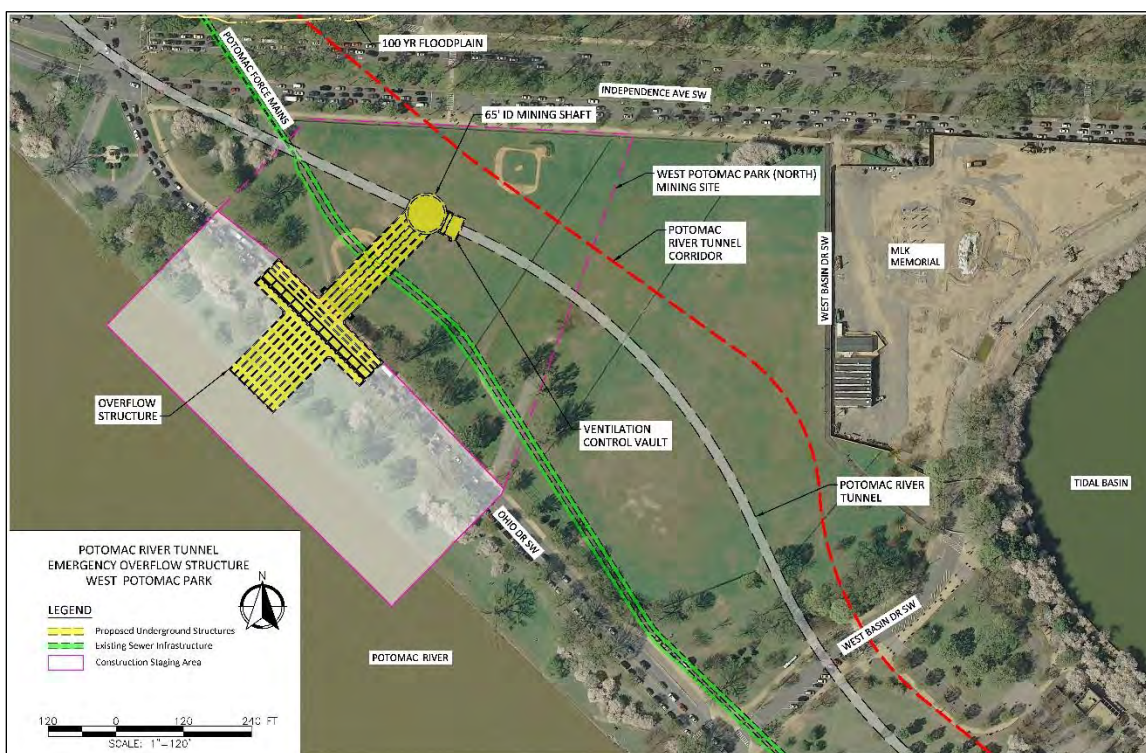 100 YR FLOODPLAIN
POTOMAC FORCE MAINS
INDEPENDENCE AVE SW
65' ID MINING SHAFT
WEST POTOMAC PARK (NORTH)
MINING SITE
POTOMAC
RIVER TUNNEL
CORRIDOR
WEST BASIN DR SW
MLK
MEMORIAL
OVERFLOW
STRUCTURE
VENTILATION
CONTROL VAULT
POTOMAC RIVER
TUNNEL
TIDAL BASIN
OHIO DR SW
WEST BASIN DR SW
POTOMAC RIVER
POTOMAC RIVER TUNNEL
EMERGENCY OVERFLOW STRUCTURE
WEST POTOMAC PARK
N
LEGEND
Proposed Underground Structures
Existing Sewer Infrastructure
Construction Staging Area
120 0 120 240 FT
SCALE: 1"-120'